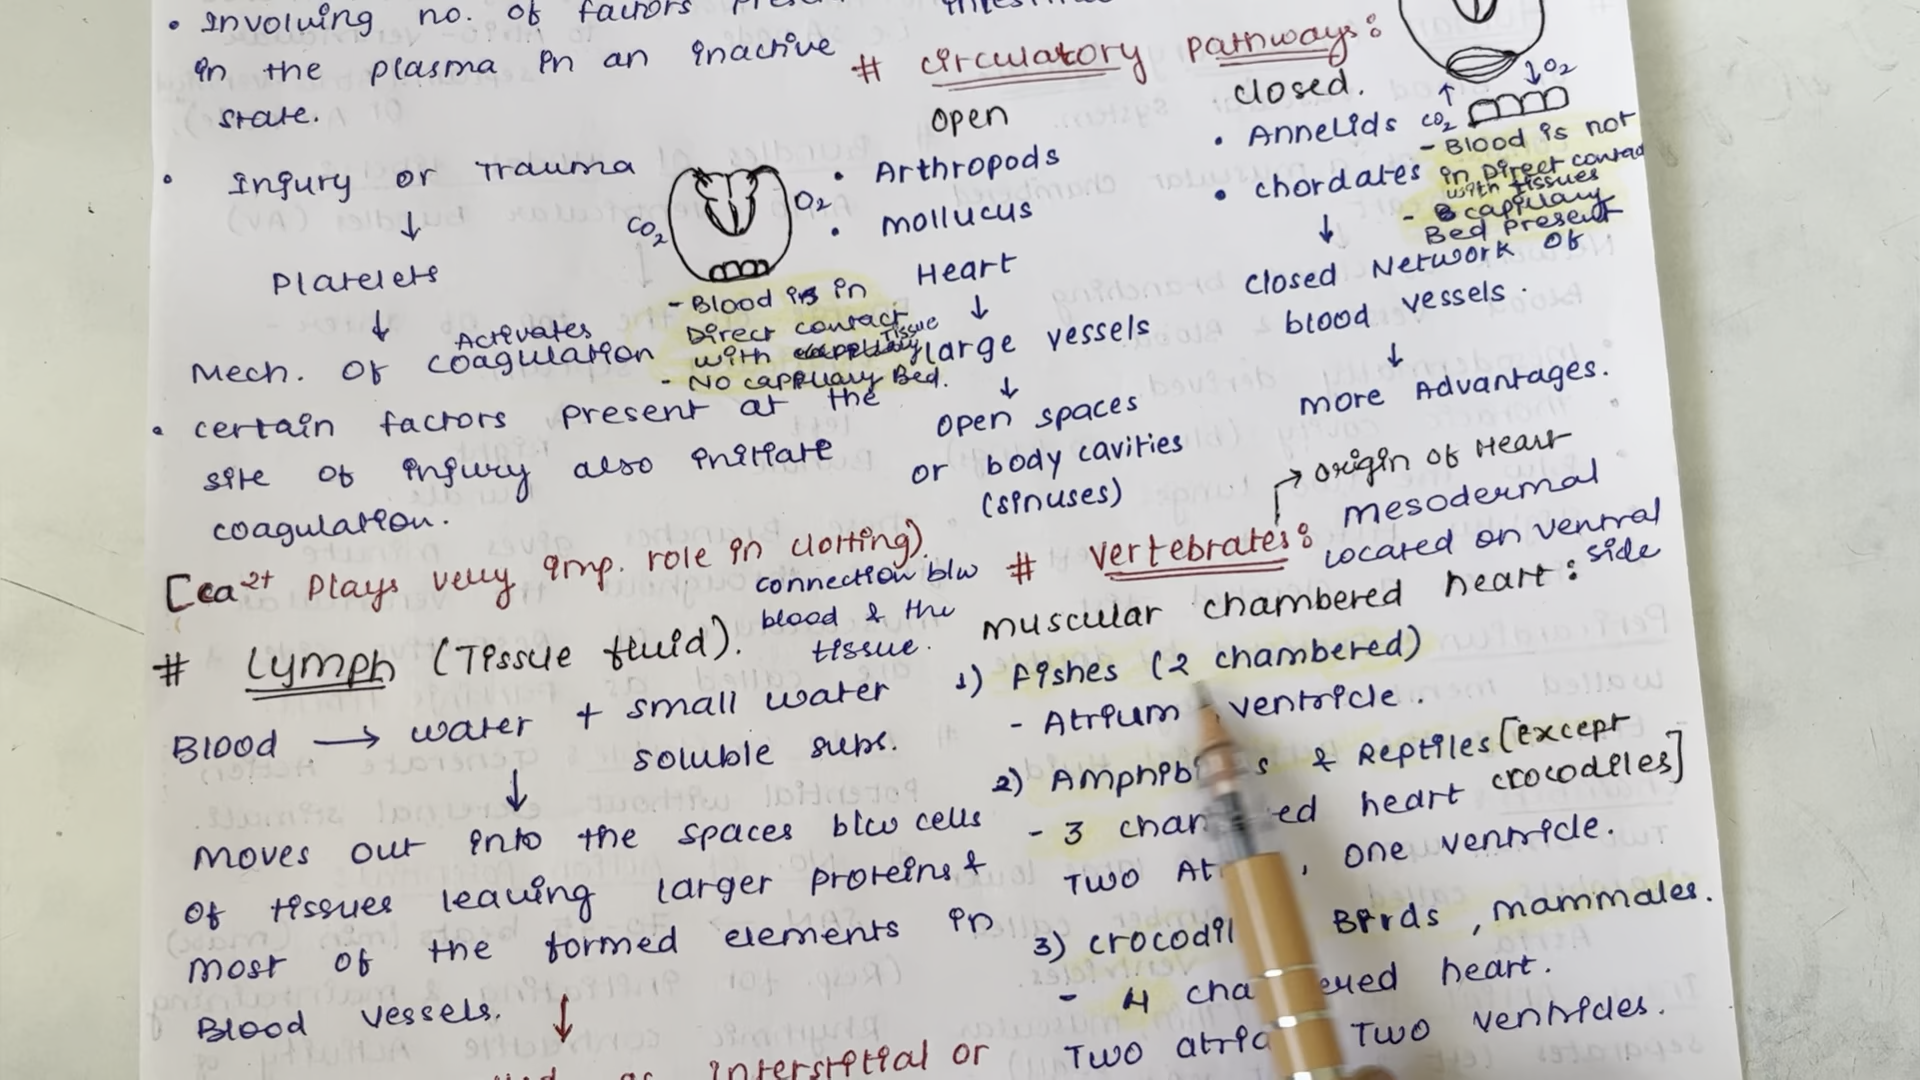 • Involving no. of factors
in the plasma in an inactive
state.
• Injury or Trauma
↓
Platelets
↓ Activates
Mech. of coagulation
• certain factors present at the
site of injury also initiate
coagulation.
[ca2+ plays very imp. role in clotting).
# Lymph (Tissue fluid).
connection b/w
blood & the
tissue.
Blood → water + small water
soluble subs.
↓
moves out into the spaces b/w cells
of tissues leaving larger proteins &
most of the formed elements in
Blood vessels.
↓
as interstitial or
# circulatory pathways:
open
CO2
O2
- Blood is in
Direct contact
with Tissue
- No capillary Bed.
• Arthropods
• mollucus
Heart
↓
large vessels
↓
open spaces
or body cavities
(sinuses)
closed.
• Annelids
• chordates
↓
closed Network of
blood vessels.
↓
more Advantages.
CO2
↓O2
- Blood is not
in Direct contact
with tissues
- capillary
Bed present
# vertebrates:
→ origin of Heart
mesodermal
located on ventral
side
muscular chambered heart:
1) Fishes (2 chambered)
- Atrium ventricle.
2) & Reptiles [except
crocodiles]
- 3 heart
Two , one ventricle.
3) Birds, mammales.
- 4 heart.
Two Two ventricles.